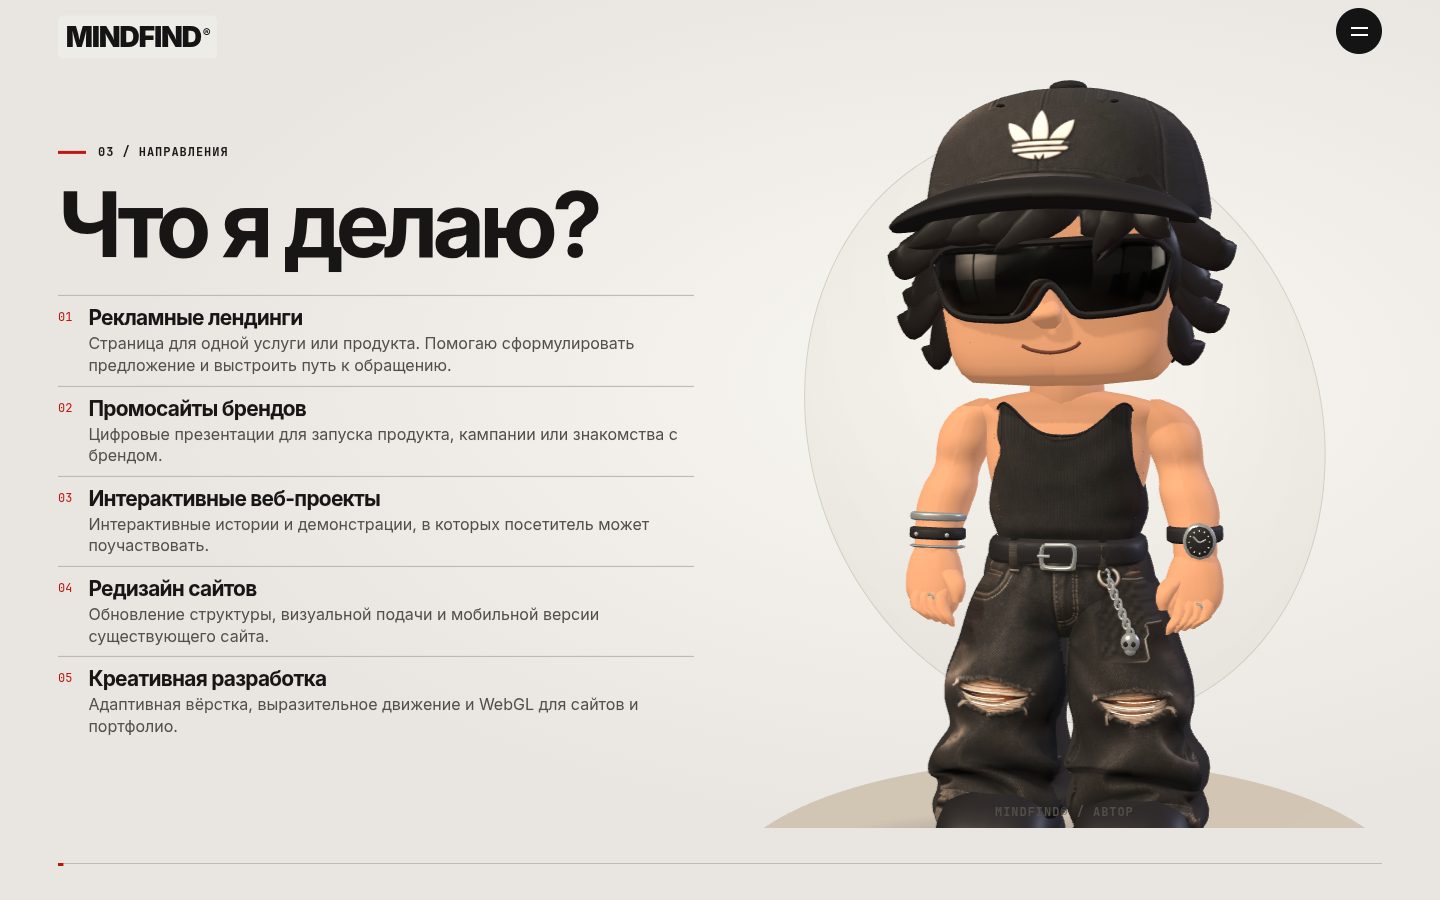 MINDFIND®
03 / НАПРАВЛЕНИЯ
Что я делаю?
01 Рекламные лендинги
Страница для одной услуги или продукта. Помогаю сформулировать
предложение и выстроить путь к обращению.
02 Промосайты брендов
Цифровые презентации для запуска продукта, кампании или знакомства с
брендом.
03 Интерактивные веб-проекты
Интерактивные истории и демонстрации, в которых посетитель может
поучаствовать.
04 Редизайн сайтов
Обновление структуры, визуальной подачи и мобильной версии
существующего сайта.
05 Креативная разработка
Адаптивная вёрстка, выразительное движение и WebGL для сайтов и
портфолио.
MINDFIND® / АВТОР